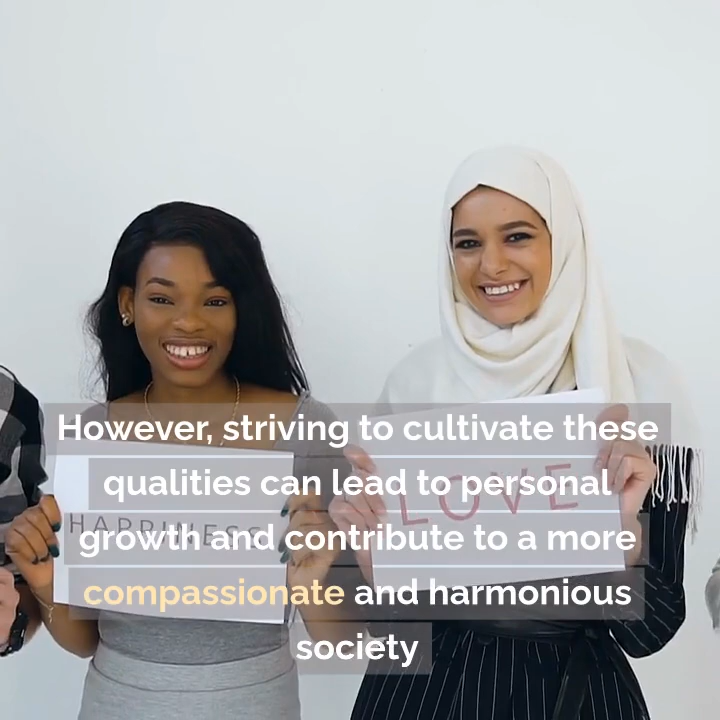 However, striving to cultivate these
qualities can lead to personal
growth and contribute to a more
compassionate and harmonious
society
HAPPINESS
LOVE